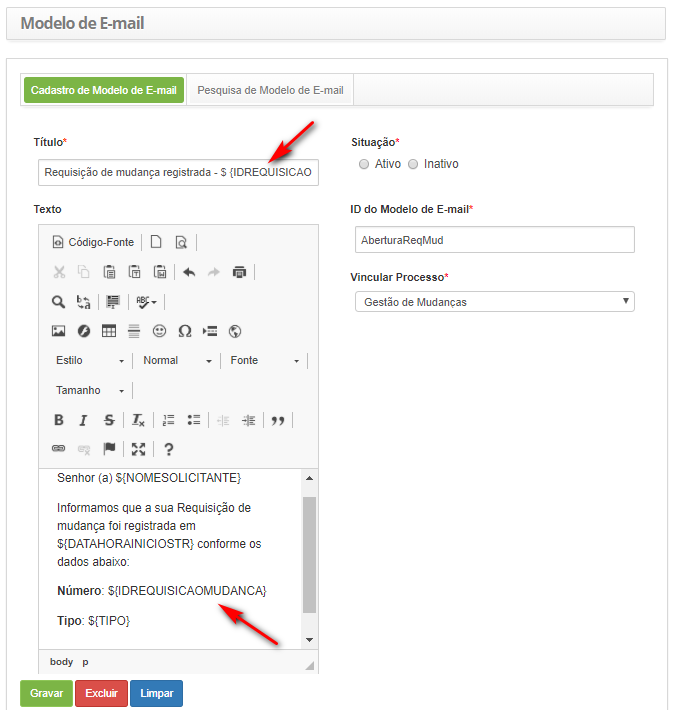 Modelo de E-mail
Cadastro de Modelo de E-mail
Pesquisa de Modelo de E-mail
Título*
Requisição de mudança registrada - $ {IDREQUISICAO
Situação*
Ativo
Inativo
Texto
ID do Modelo de E-mail*
AberturaReqMud
Vincular Processo*
Gestão de Mudanças
Código-Fonte
Estilo
Normal
Fonte
Tamanho
Senhor (a) ${NOMESOLICITANTE}
Informamos que a sua Requisição de
mudança foi registrada em
${DATAHORAINICIOSTR} conforme os
dados abaixo:
Número: ${IDREQUISICAOMUDANCA}
Tipo: ${TIPO}
body p
Gravar
Excluir
Limpar